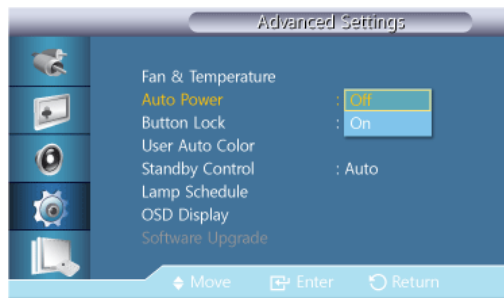 Advanced Settings
Fan & Temperature
Auto Power : Off
Button Lock : On
User Auto Color
Standby Control : Auto
Lamp Schedule
OSD Display
Software Upgrade
Move Enter Return